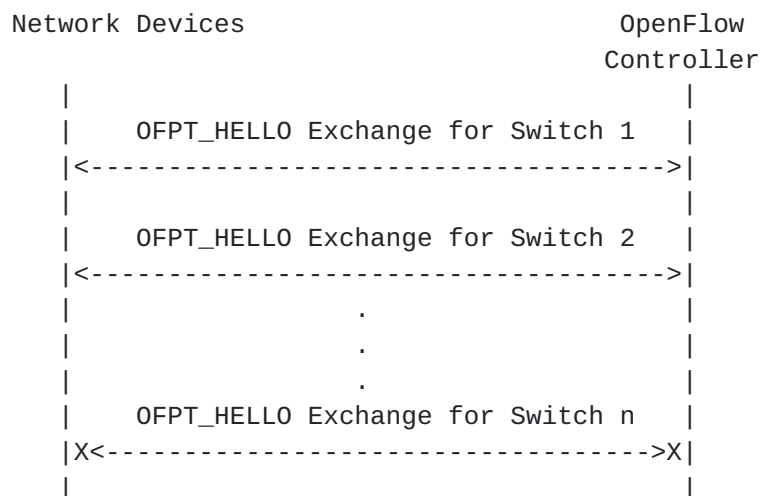 Network Devices                         OpenFlow
                                       Controller
    |                                       |
    |    OFPT_HELLO Exchange for Switch 1   |
    |<------------------------------------->|
    |                                       |
    |    OFPT_HELLO Exchange for Switch 2   |
    |<------------------------------------->|
    |                   .                   |
    |                   .                   |
    |                   .                   |
    |    OFPT_HELLO Exchange for Switch n   |
    |X<----------------------------------->X|
    |                                       |